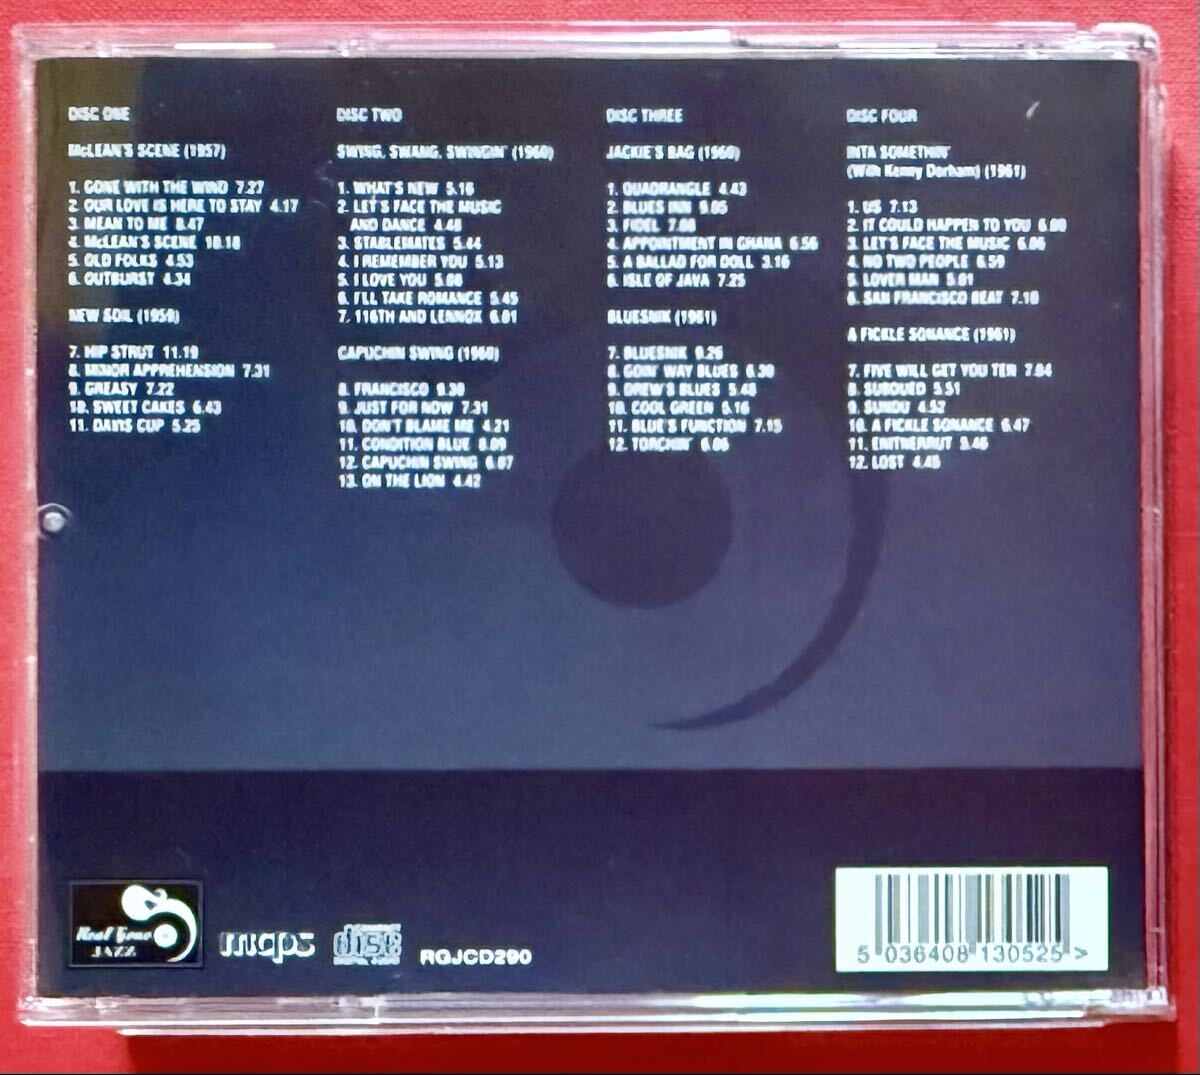 DISC ONE
McLEAN'S SCENE (1957)
1. GONE WITH THE WIND 7.27
2. OUR LOVE IS HERE TO STAY 4.17
3. MEAN TO ME 8.47
4. McLEAN'S SCENE 10.18
5. OLD FOLKS 4.53
6. OUTBURST 4.34
NEW SOIL (1959)
7. HIP STRUT 11.19
8. MINOR APPREHENSION 7.31
9. GREASY 7.22
10. SWEET CAKES 6.43
11. DAVIS CUP 5.25
DISC TWO
SWING, SWANG, SWINGIN' (1960)
1. WHAT'S NEW 5.16
2. LET'S FACE THE MUSIC
AND DANCE 4.48
3. STABLEMATES 5.44
4. I REMEMBER YOU 5.13
5. I LOVE YOU 5.08
6. I'LL TAKE ROMANCE 5.45
7. 116TH AND LENNOX 6.01
CAPUCHIN SWING (1960)
8. FRANCISCO 9.30
9. JUST FOR NOW 7.31
10. DON'T BLAME ME 4.21
11. CONDITION BLUE 8.09
12. CAPUCHIN SWING 6.07
13. ON THE LION 4.42
DISC THREE
JACKIE'S BAG (1960)
1. QUADRANGLE 4.43
2. BLUES INN 9.05
3. FIDEL 7.08
4. APPOINTMENT IN GHANA 6.56
5. A BALLAD FOR DOLL 3.16
6. ISLE OF JAVA 7.25
BLUESNIK (1961)
7. BLUESNIK 9.26
8. GOIN' WAY BLUES 6.30
9. DREW'S BLUES 5.48
10. COOL GREEN 5.16
11. BLUE'S FUNCTION 7.15
12. TORCHIN' 6.06
DISC FOUR
INTA SOMETHIN'
(With Kenny Dorham) (1961)
1. US 7.13
2. IT COULD HAPPEN TO YOU
3. LET'S FACE THE MUSIC 6.06
4. NO TWO PEOPLE 6.59
5. LOVER MAN 5.01
6. SAN FRANCISCO BEAT 7.10
A FICKLE SONANCE (1961)
7. FIVE WILL GET YOU TEN 7.04
8. SUBDUED 5.51
9. SUNDU 4.52
10. A FICKLE SONANCE 6.47
11. ENITNERRUT
12. LOST 4.45
Real Gone
JAZZ
mcps
COMPACT
disc
DIGITAL AUDIO
RGJCD290
5 036408 130525 >